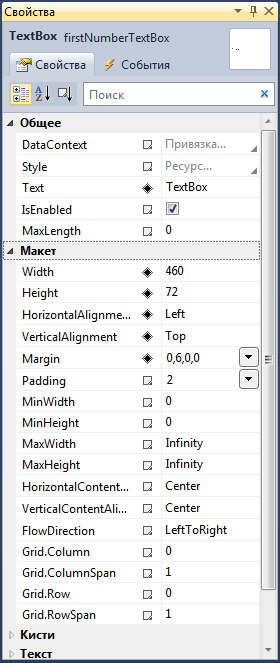 Свойства
TextBox firstNumberTextBox
Свойства События
Поиск
Общее
DataContext Привязка...
Style Ресурс...
Text TextBox
IsEnabled
MaxLength 0
Макет
Width 460
Height 72
HorizontalAlignme... Left
VerticalAlignment Top
Margin 0,6,0,0
Padding 2
MinWidth 0
MinHeight 0
MaxWidth Infinity
MaxHeight Infinity
HorizontalContent... Center
VerticalContentAli... Center
FlowDirection LeftToRight
Grid.Column 0
Grid.ColumnSpan 1
Grid.Row 0
Grid.RowSpan 1
Кисти
Текст